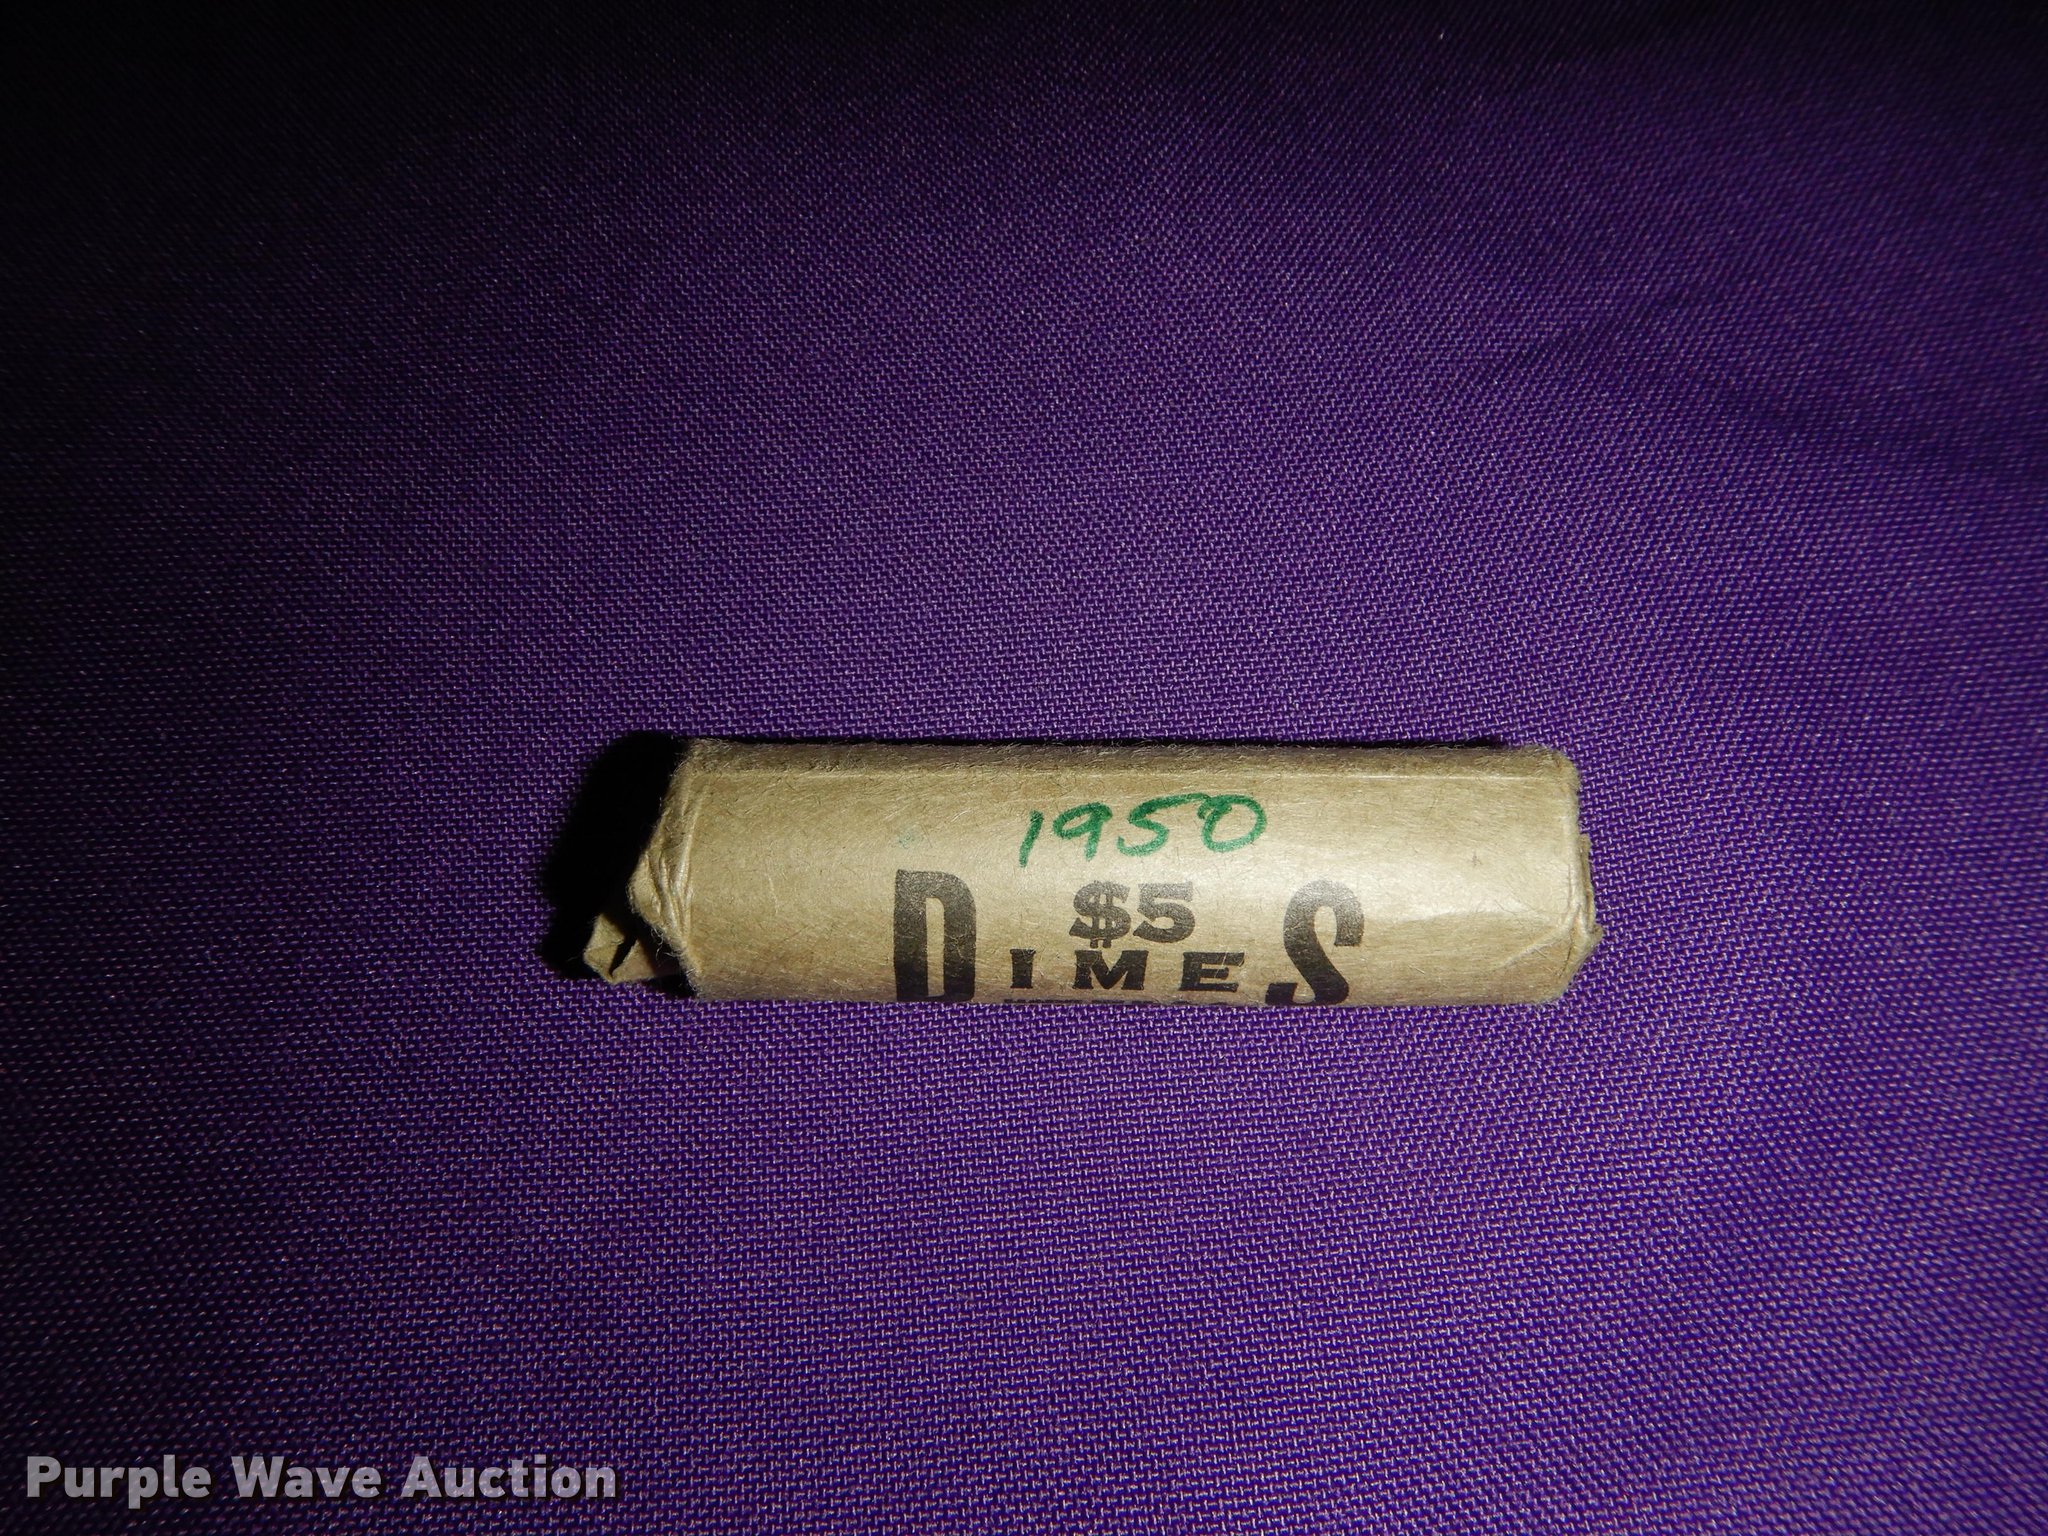 1950
$5
DIMES
Purple Wave Auction